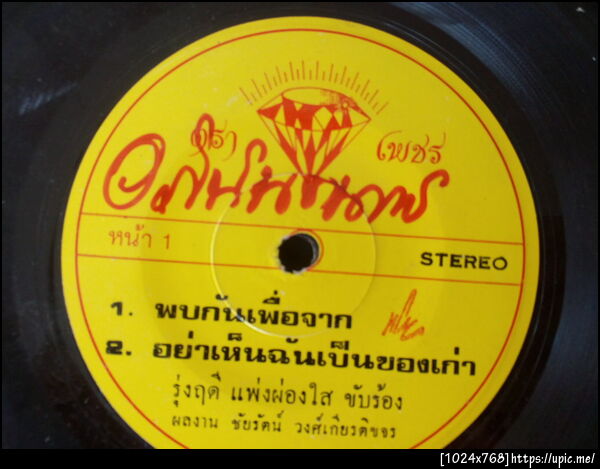 ตรา เพชร
หน้า 1
STEREO
1. พบกันเพื่อจาก
2. อย่าเห็นฉันเป็นของเก่า
รุ่งฤดี แพ่งผ่องใส ขับร้อง
ผลงาน ชัยรัตน์ วงศ์เกียรติขจร
[1024x768]https://upic.me/